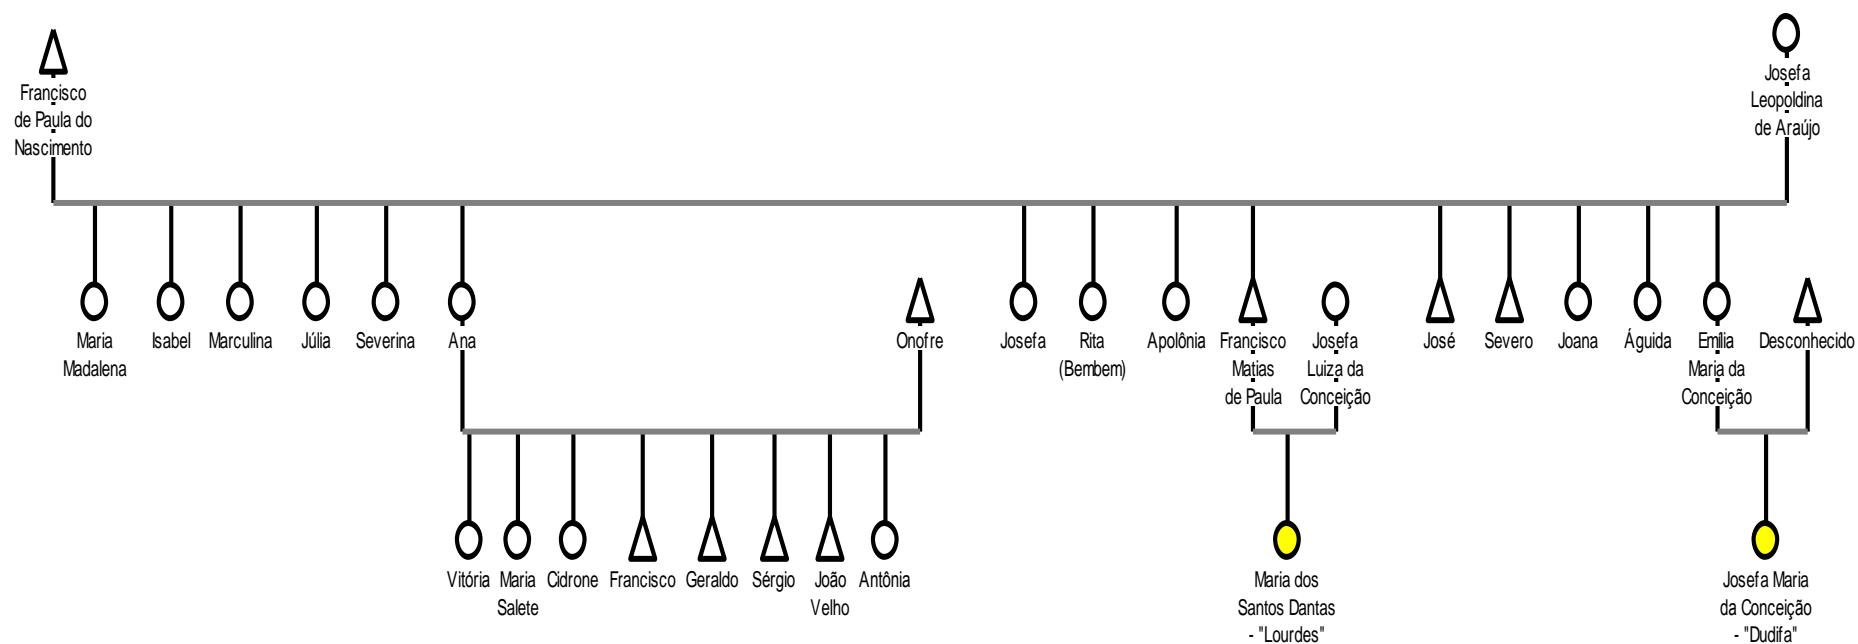 Francisco
de Paula do
Nascimento
Josefa
Leopoldina
de Araújo
Maria
Madalena
Isabel
Marculina
Júlia
Severina
Ana
Onofre
Josefa
Rita
(Bembem)
Apolônia
Francisco
Matias
de Paula
Josefa
Luiza da
Conceição
José
Severo
Joana
Águida
Emília
Maria da
Conceição
Desconhecido
Vitória
Maria
Salete
Cidrone
Francisco
Geraldo
Sérgio
João
Velho
Antônia
Maria dos
Santos Dantas
- "Lourdes"
Josefa Maria
da Conceição
- "Dudifa"